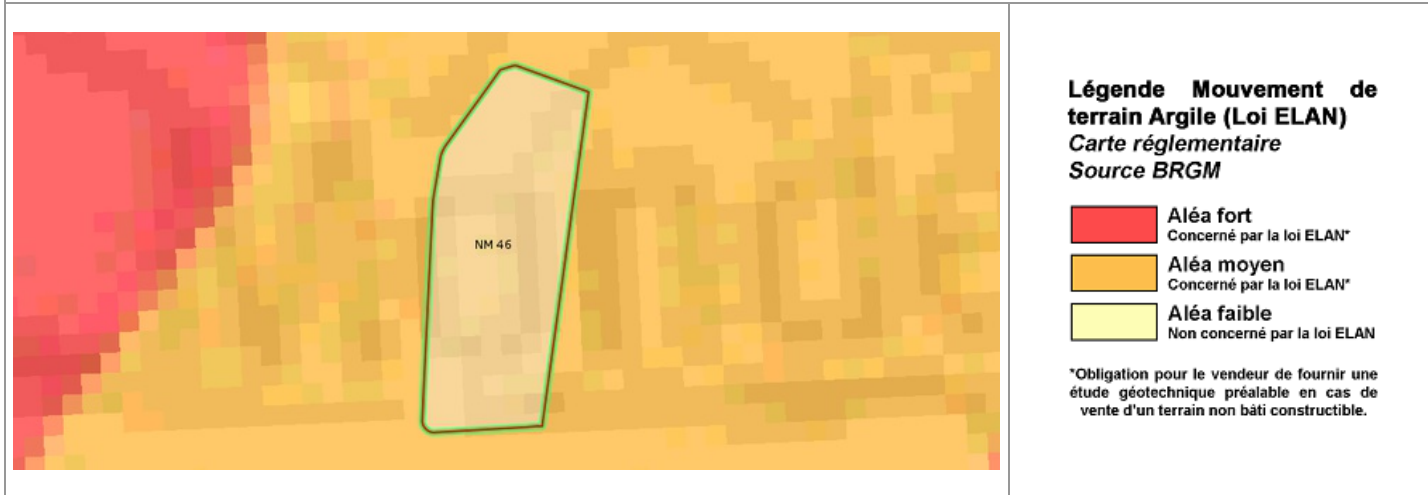 NM 46
Légende Mouvement de
terrain Argile (Loi ELAN)
Carte réglementaire
Source BRGM
Aléa fort
Concerné par la loi ELAN*
Aléa moyen
Concerné par la loi ELAN*
Aléa faible
Non concerné par la loi ELAN
*Obligation pour le vendeur de fournir une
étude géotechnique préalable en cas de
vente d'un terrain non bâti constructible.